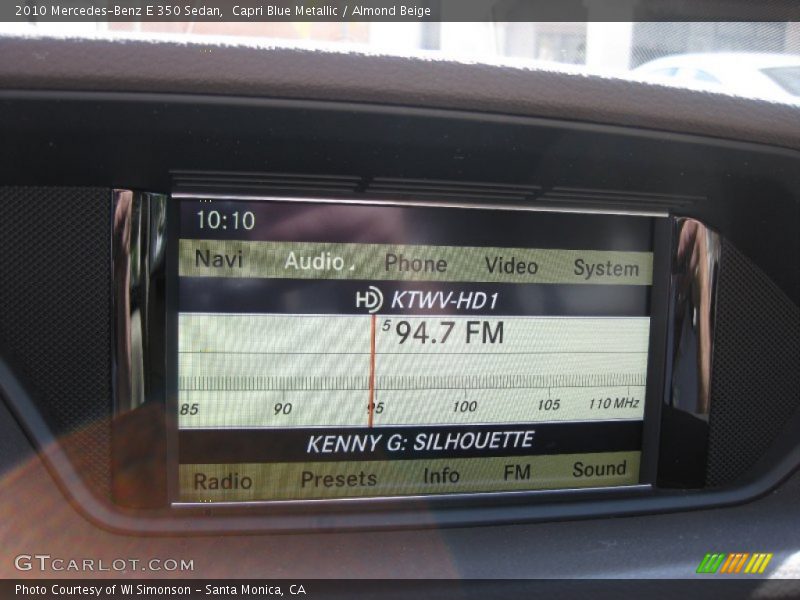 2010 Mercedes-Benz E 350 Sedan,  Capri Blue Metallic / Almond Beige
10:10
Navi Audio Phone Video System
HD KTWV-HD1
5 94.7 FM
85 90 95 100 105 110 MHz
KENNY G: SILHOUETTE
Radio Presets Info FM Sound
GTCARLOT.COM
Photo Courtesy of WI Simonson - Santa Monica, CA